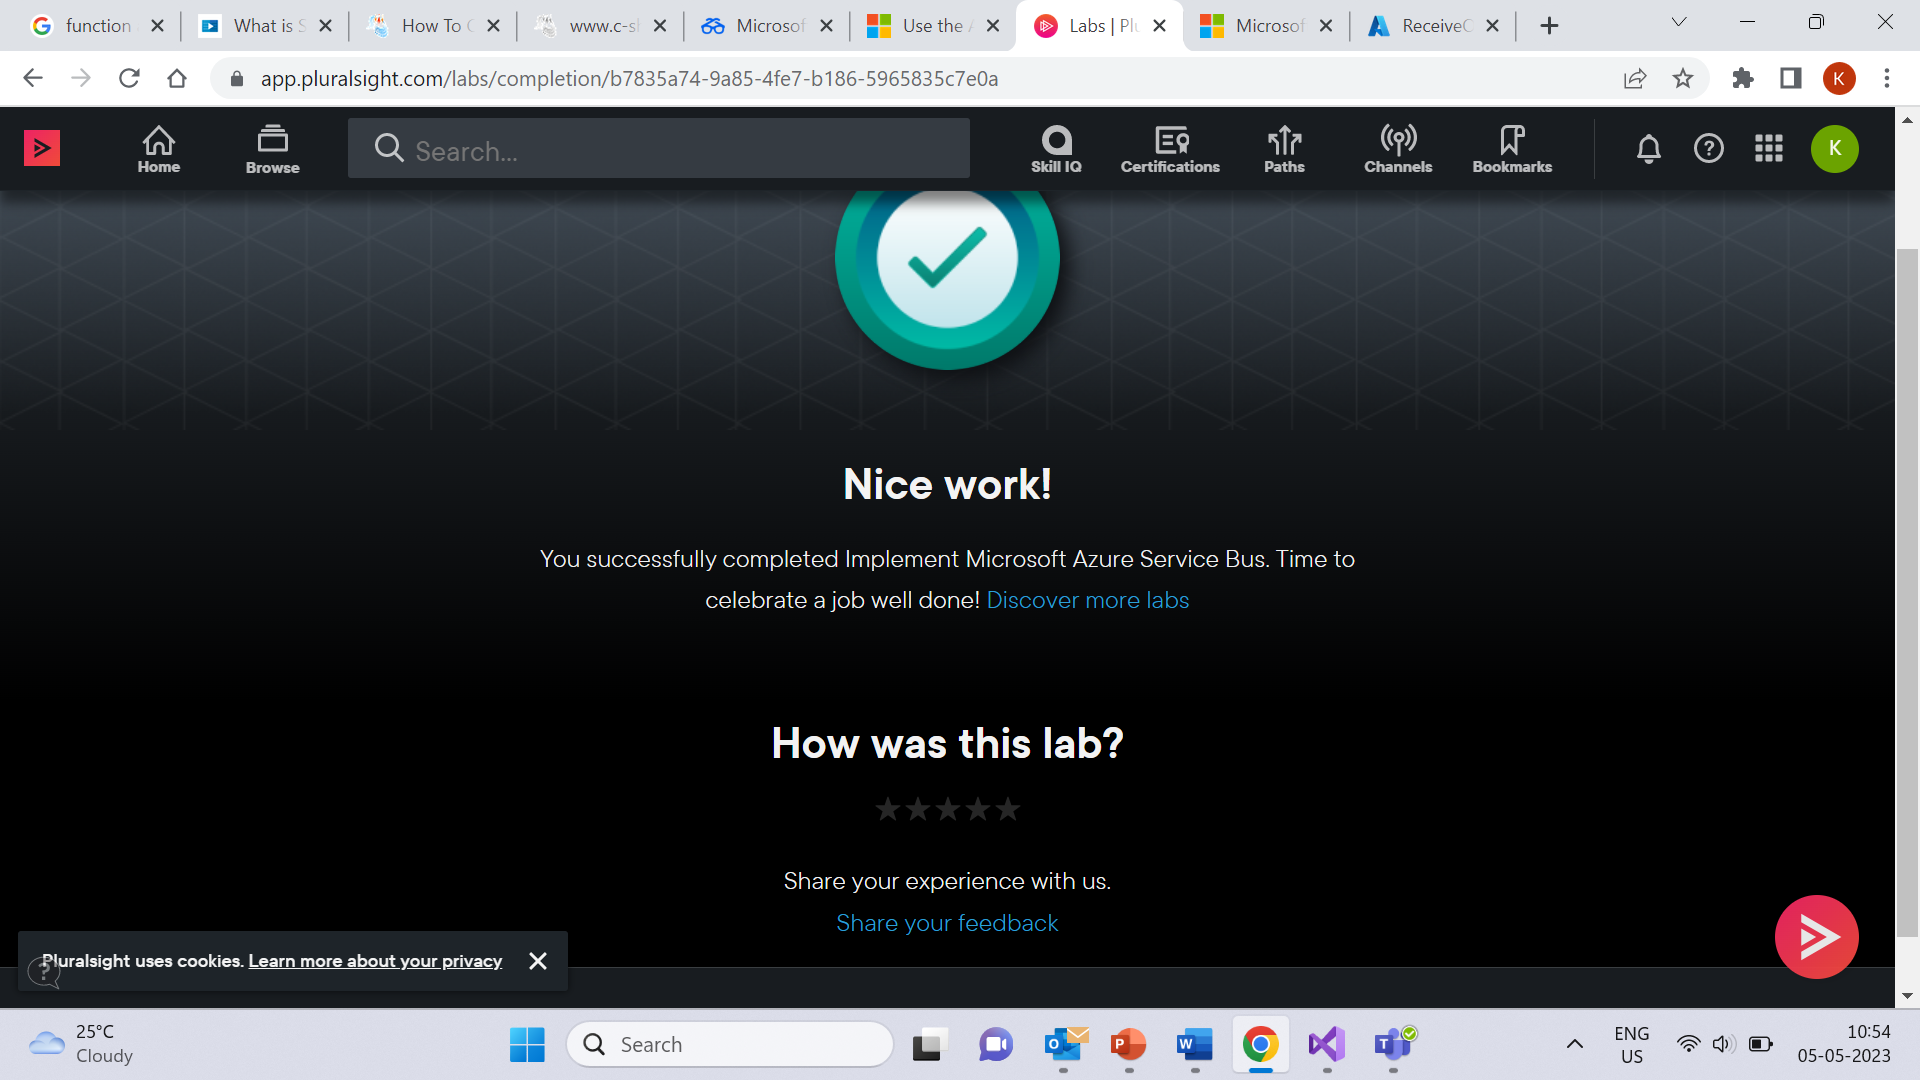 function
What is S
How To C
www.c-sh
Microsof
Use the A
Labs | Plu
Microsof
ReceiveC
app.pluralsight.com/labs/completion/b7835a74-9a85-4fe7-b186-5965835c7e0a
K
Home
Browse
Search...
Skill IQ
Certifications
Paths
Channels
Bookmarks
K
Nice work!
You successfully completed Implement Microsoft Azure Service Bus. Time to
celebrate a job well done! Discover more labs
How was this lab?
Share your experience with us.
Share your feedback
Pluralsight uses cookies. Learn more about your privacy
25°C
Cloudy
Search
ENG
US
10:54
05-05-2023